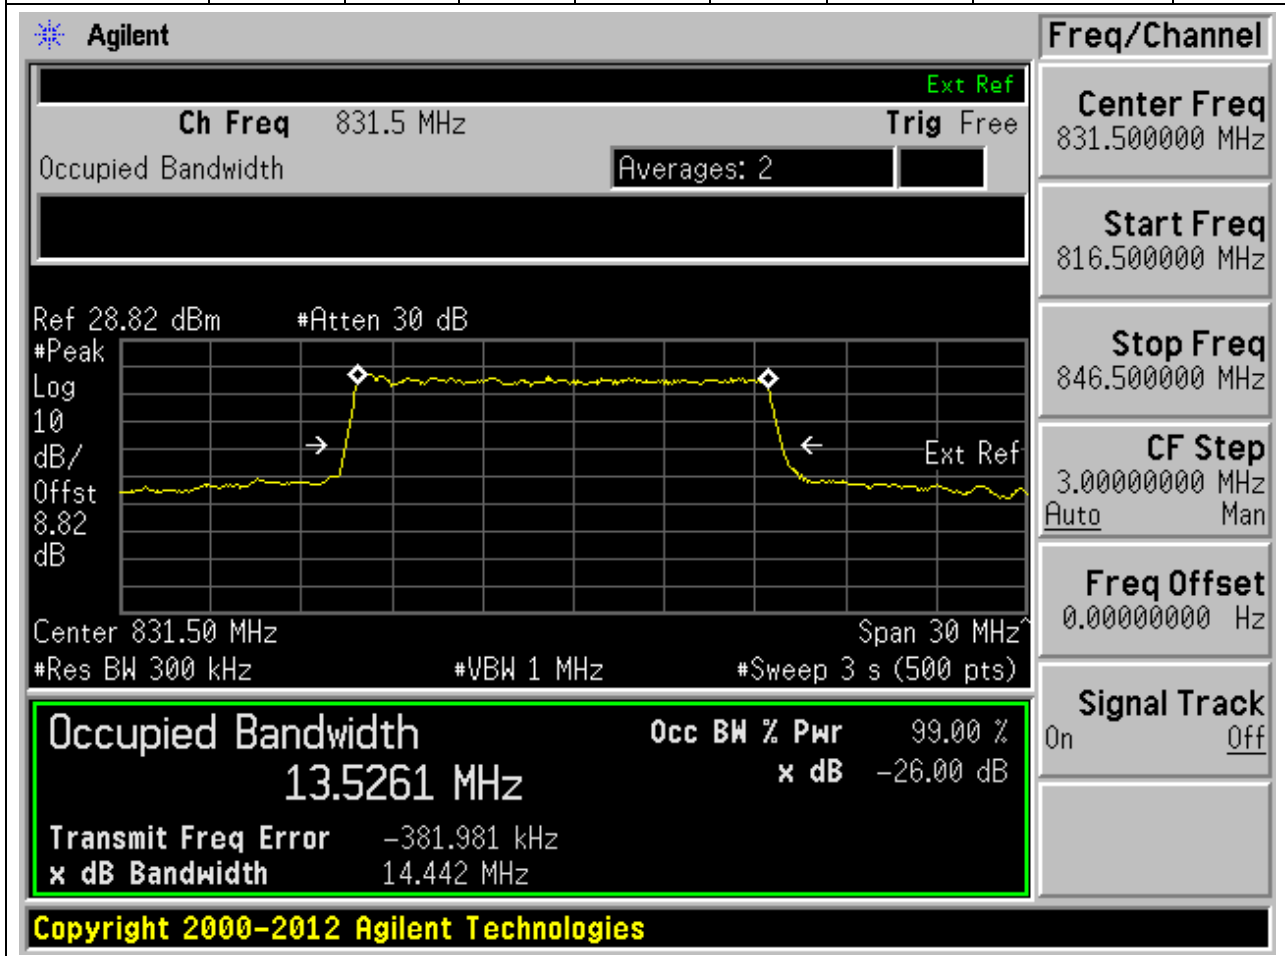 Agilent
Freq/Channel
Ext Ref
Ch Freq 831.5 MHz Trig Free
Occupied Bandwidth Averages: 2
Center Freq
831.500000 MHz
Start Freq
816.500000 MHz
Stop Freq
846.500000 MHz
CF Step
3.00000000 MHz
Auto Man
Freq Offset
0.00000000 Hz
Signal Track
On Off
Ref 28.82 dBm #Atten 30 dB
#Peak
Log
10
dB/
Offst
8.82
dB
Ext Ref
Center 831.50 MHz Span 30 MHz^
#Res BW 300 kHz #VBW 1 MHz #Sweep 3 s (500 pts)
Occupied Bandwidth Occ BW % Pwr 99.00 %
13.5261 MHz x dB -26.00 dB
Transmit Freq Error -381.981 kHz
x dB Bandwidth 14.442 MHz
Copyright 2000-2012 Agilent Technologies